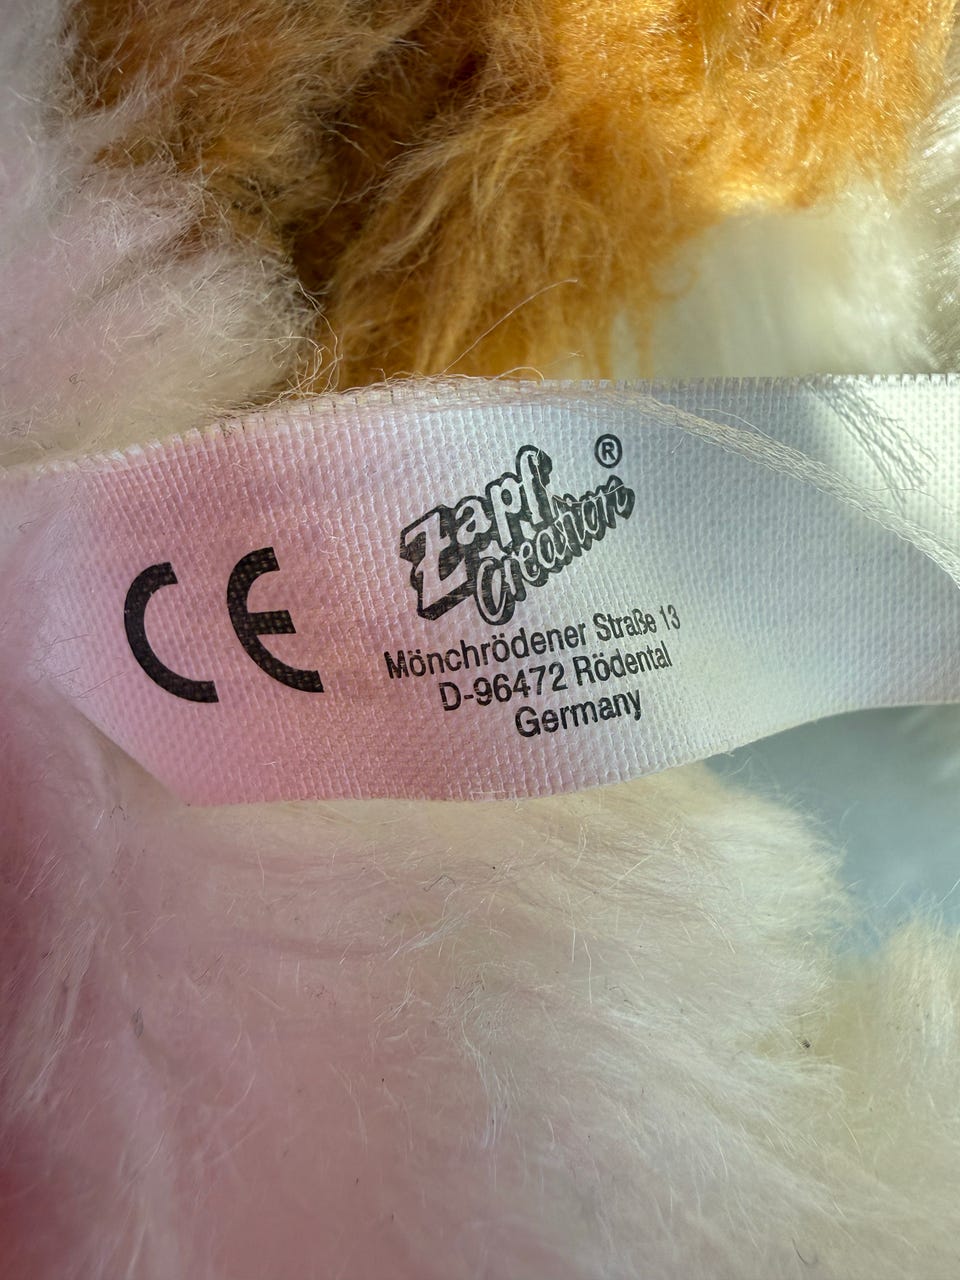 CE
Zapf
Creation ®
Mönchrödener Straße 13
D-96472 Rödental
Germany